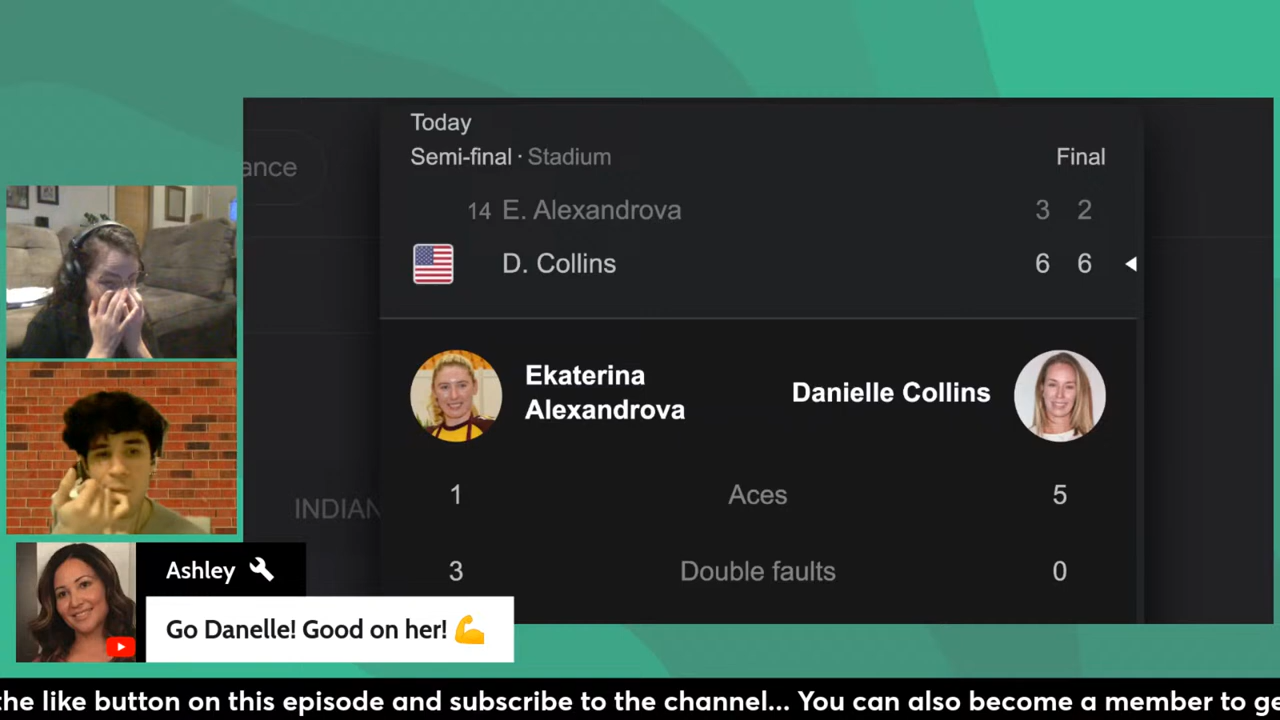 Today
Semi-final · Stadium Final
ance
14 E. Alexandrova 3 2
D. Collins 6 6
Ekaterina
Alexandrova
Danielle Collins
1 Aces 5
INDIAN
3 Double faults 0
Ashley
Go Danelle! Good on her! 💪
the like button on this episode and subscribe to the channel... You can also become a member to ge